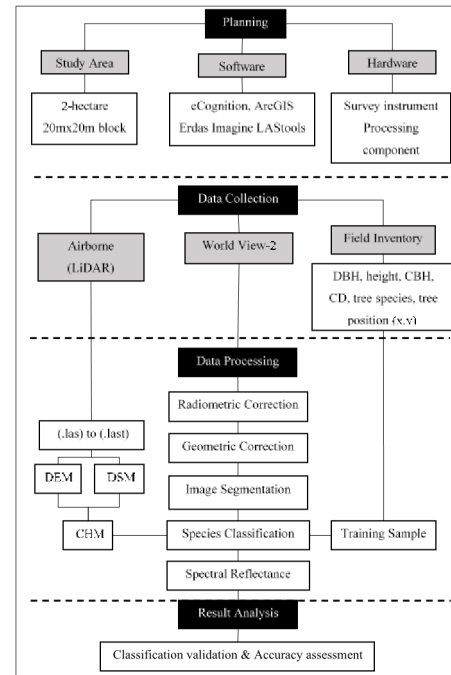 Planning
Study Area
Software
Hardware
2-hectare
20mx20m block
eCognition, ArcGIS
Erdas Imagine LAStools
Survey instrument
Processing
component
Data Collection
Airborne
(LiDAR)
World View-2
Field Inventory
DBH, height, CBH,
CD, tree species, tree
position (x,y)
Data Processing
Radiometric Correction
(.las) to (.last)
Geometric Correction
DEM
DSM
Image Segmentation
CHM
Species Classification
Training Sample
Spectral Reflectance
Result Analysis
Classification validation & Accuracy assessment